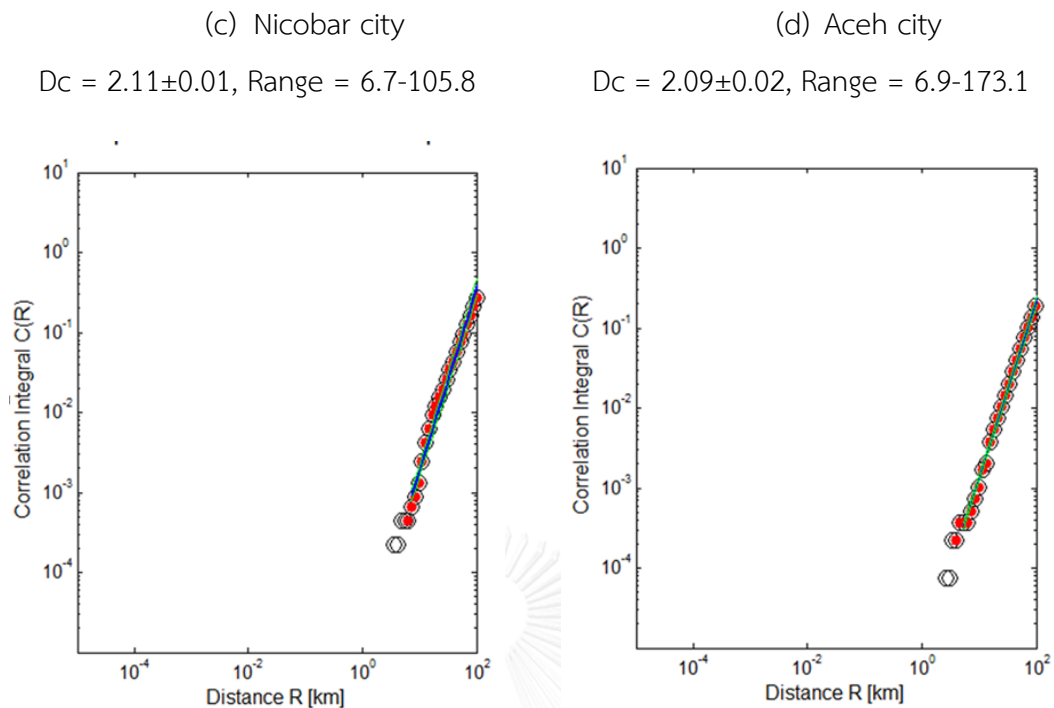 (c) Nicobar city
Dc = 2.11±0.01, Range = 6.7-105.8
10^1
10^0
10^-1
10^-2
10^-3
10^-4
Correlation Integral C(R)
10^-4
10^-2
10^0
10^2
Distance R [km]
(d) Aceh city
Dc = 2.09±0.02, Range = 6.9-173.1
10^1
10^0
10^-1
10^-2
10^-3
10^-4
Correlation Integral C(R)
10^-4
10^-2
10^0
10^2
Distance R [km]